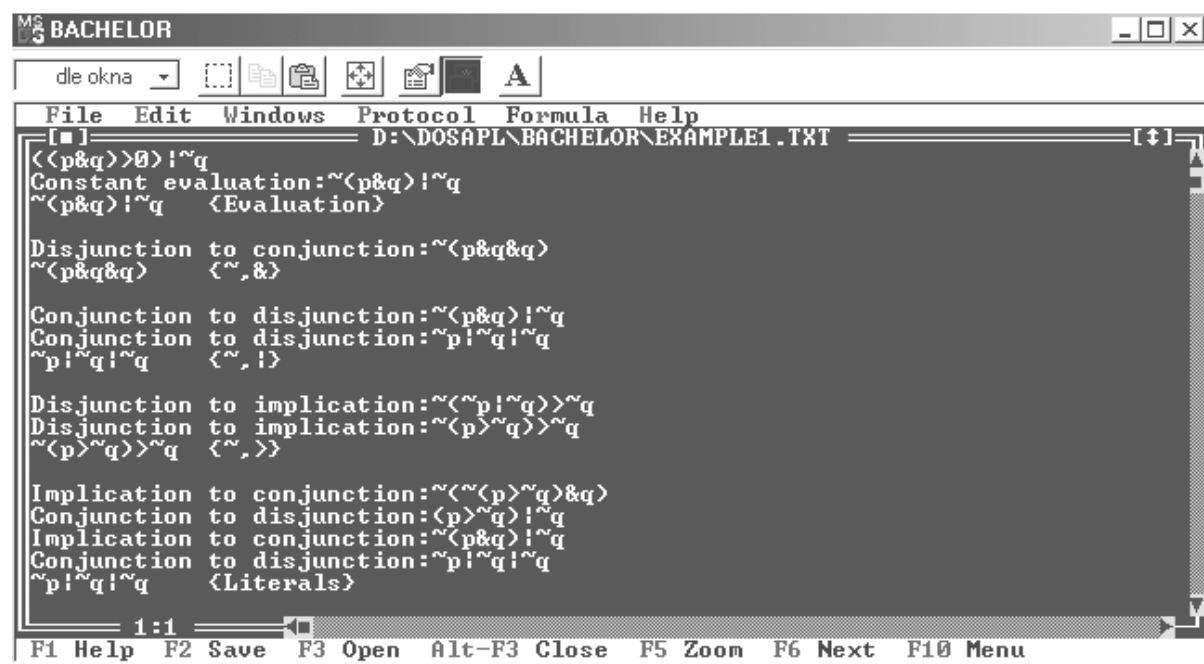 BACHELOR
dle okna
A
File Edit Windows Protocol Formula Help
D:\DOSAPL\BACHELOR\EXAMPLE1.TXT
((p&q)>0)|~q
Constant evaluation:~(p&q)|~q
~(p&q)|~q {Evaluation}
Disjunction to conjunction:~(p&q&q)
~(p&q&q) {~,&}
Conjunction to disjunction:~(p&q)|~q
Conjunction to disjunction:~p|~q|~q
~p|~q|~q {~,|}
Disjunction to implication:~(~p|~q)>~q
Disjunction to implication:~(p>~q)>~q
~(p>~q)>~q {~,>}
Implication to conjunction:~(~(p>~q)&q)
Conjunction to disjunction:(p>~q)|~q
Implication to conjunction:~(p&q)|~q
Conjunction to disjunction:~p|~q|~q
~p|~q|~q {Literals}
1:1
F1 Help F2 Save F3 Open Alt-F3 Close F5 Zoom F6 Next F10 Menu